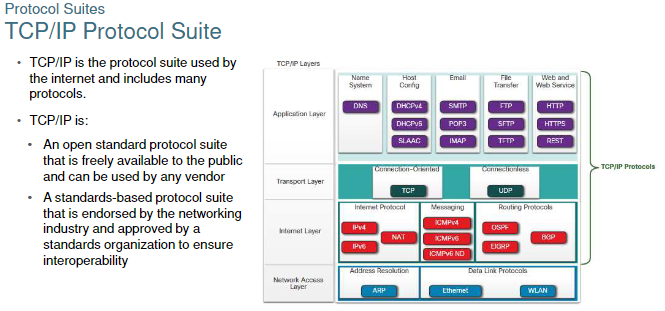 Protocol Suites
TCP/IP Protocol Suite
• TCP/IP is the protocol suite used by
the internet and includes many
protocols.
• TCP/IP is:
• An open standard protocol suite
that is freely available to the public
and can be used by any vendor
• A standards-based protocol suite
that is endorsed by the networking
industry and approved by a
standards organization to ensure
interoperability
TCP/IP Layers
Application Layer
Name
System
DNS
Host
Config
DHCPv4
DHCPv6
SLAAC
Email
SMTP
POP3
IMAP
File
Transfer
FTP
SFTP
TFTP
Web and
Web Service
HTTP
HTTPS
REST
Transport Layer
Connection-Oriented
TCP
Connectionless
UDP
Internet Layer
Internet Protocol
IPv4
IPv6
NAT
Messaging
ICMPv4
ICMPv6
ICMPv6 ND
Routing Protocols
OSPF
EIGRP
BGP
Network Access
Layer
Address Resolution
ARP
Data Link Protocols
Ethernet
WLAN
TCP/IP Protocols